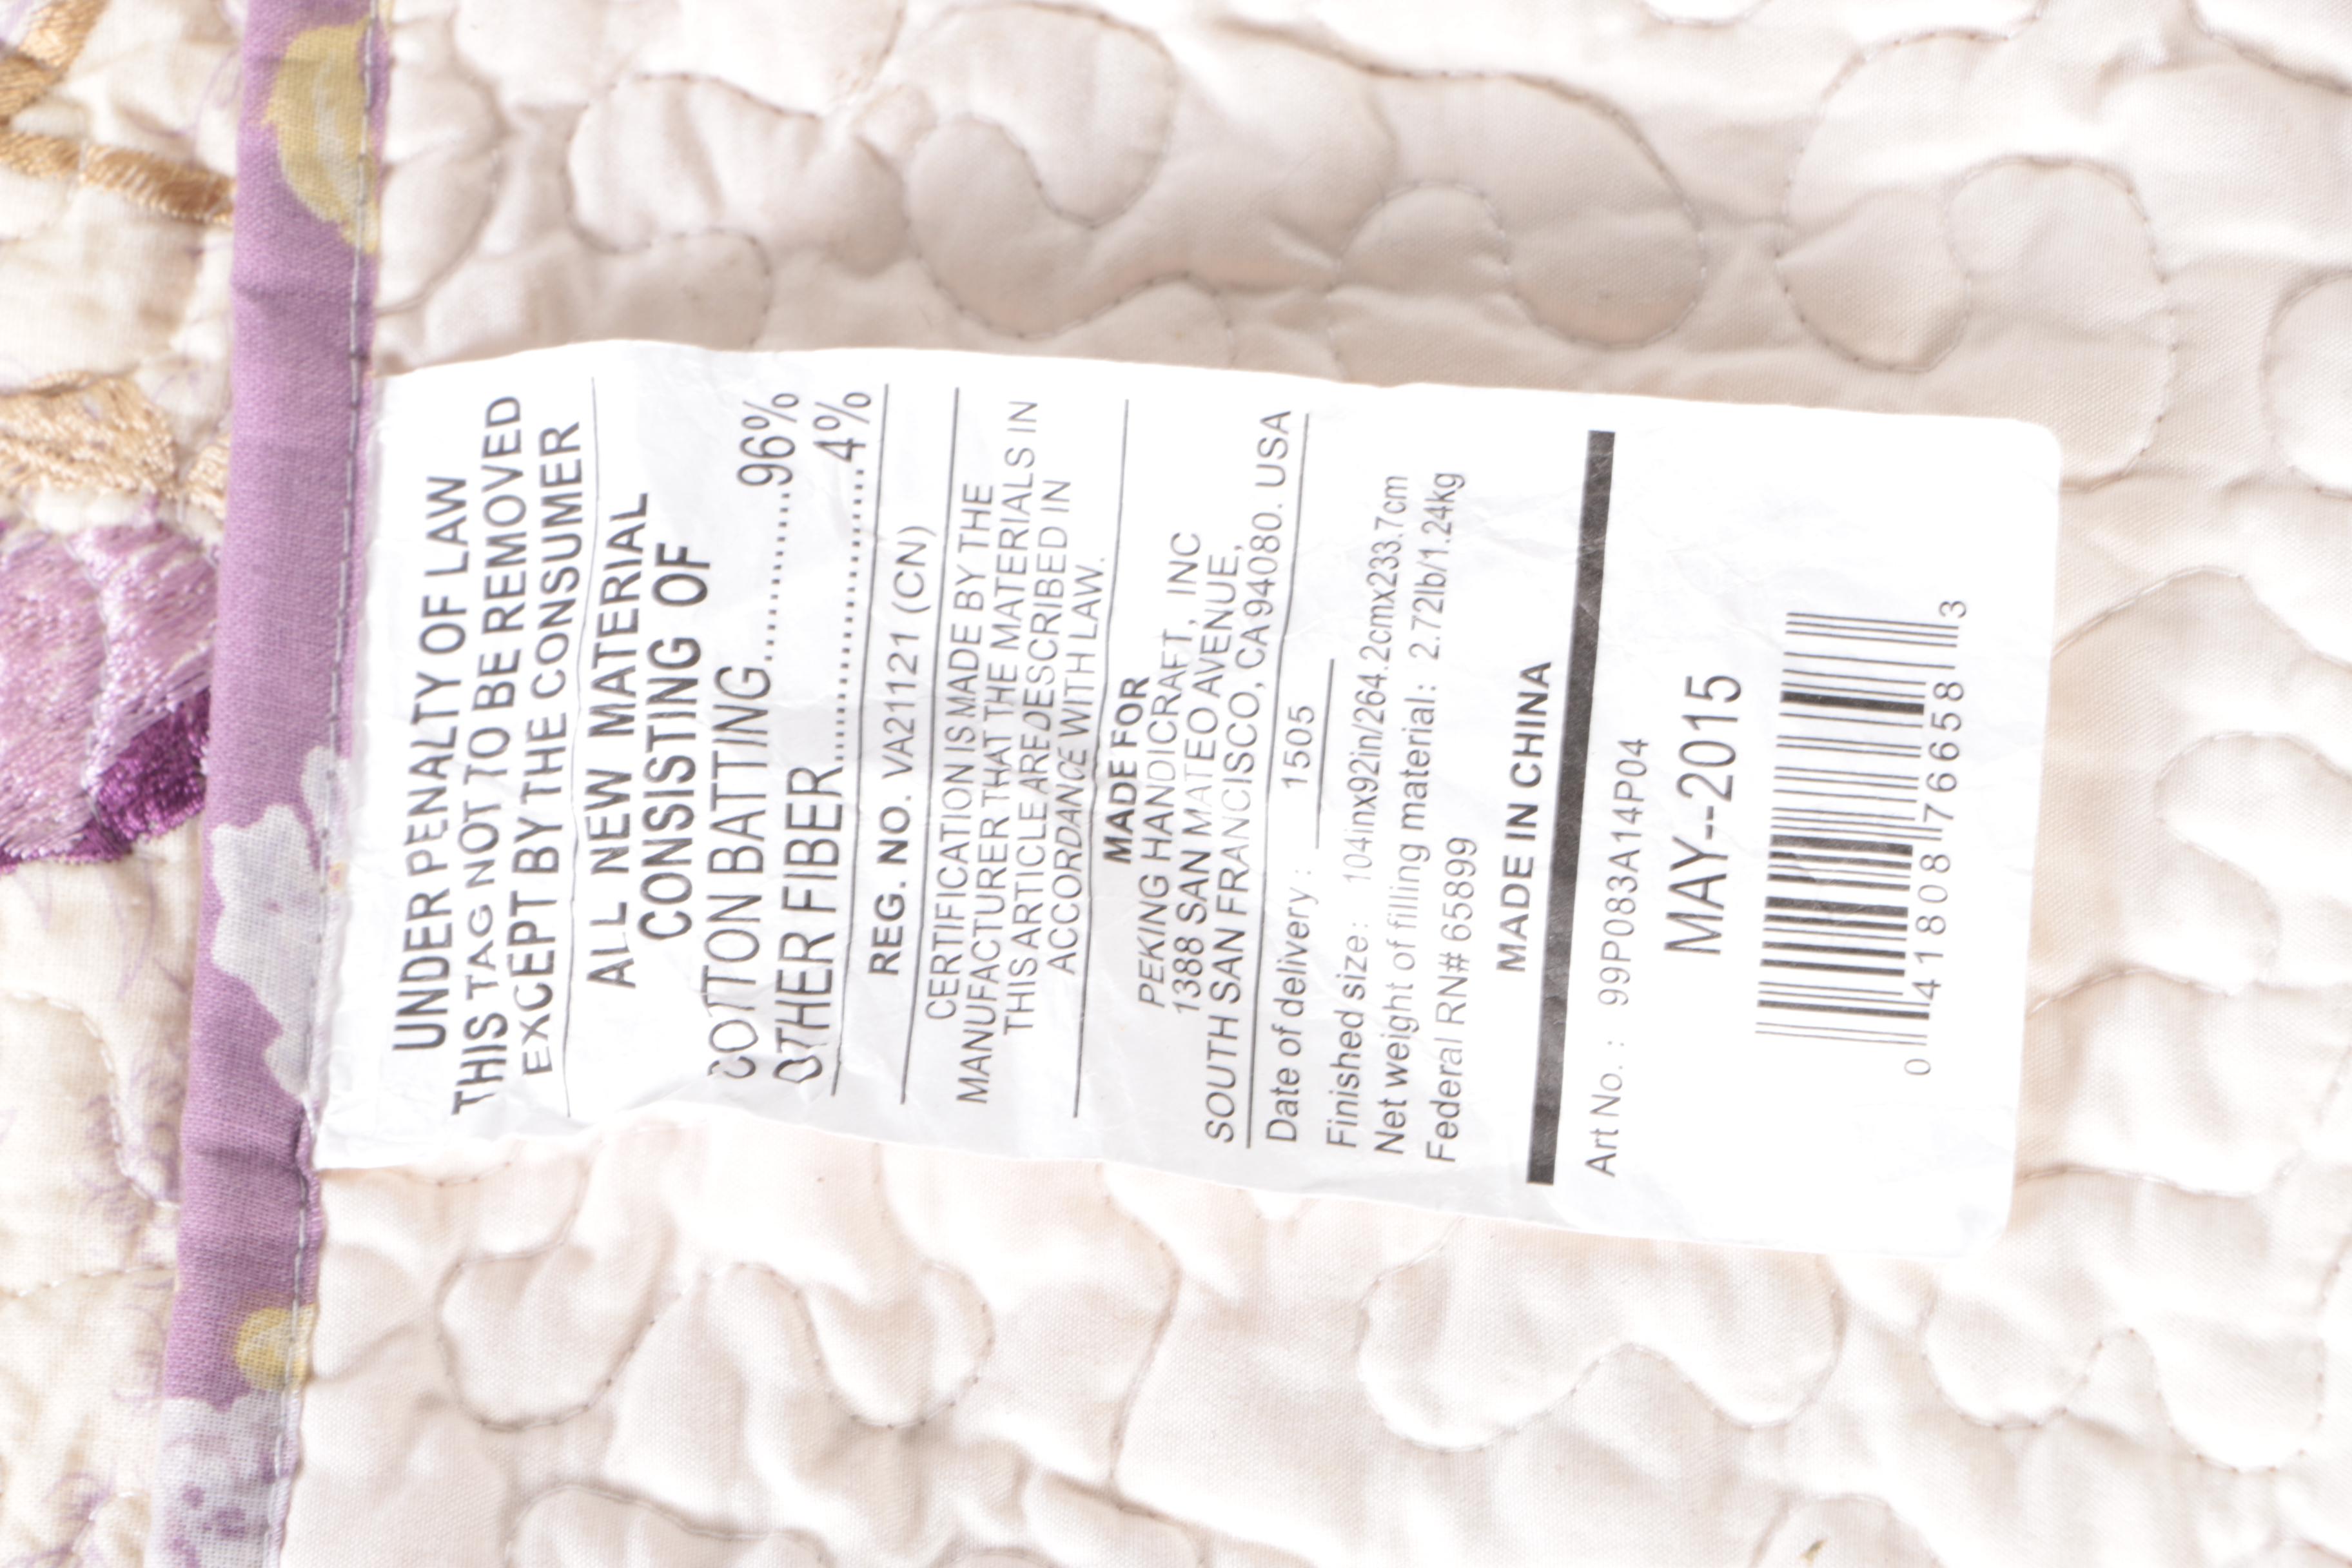 UNDER PENALTY OF LAW
THIS TAG NOT TO BE REMOVED
EXCEPT BY THE CONSUMER
ALL NEW MATERIAL
CONSISTING OF
COTTON BATTING..........96%
OTHER FIBER...............4%
REG. NO. VA21121 (CN)
CERTIFICATION IS MADE BY THE
MANUFACTURER THAT THE MATERIALS IN
THIS ARTICLE ARE DESCRIBED IN
ACCORDANCE WITH LAW.
MADE FOR
PEKING HANDICRAFT, INC
1388 SAN MATEO AVENUE,
SOUTH SAN FRANCISCO, CA 94080. USA
Date of delivery : 1505
Finished size: 104inx92in/264.2cmx233.7cm
Net weight of filling material: 2.72lb/1.24kg
Federal RN# 65899
MADE IN CHINA
Art No. : 99P083A14P04
MAY--2015
0 41808 76658 3